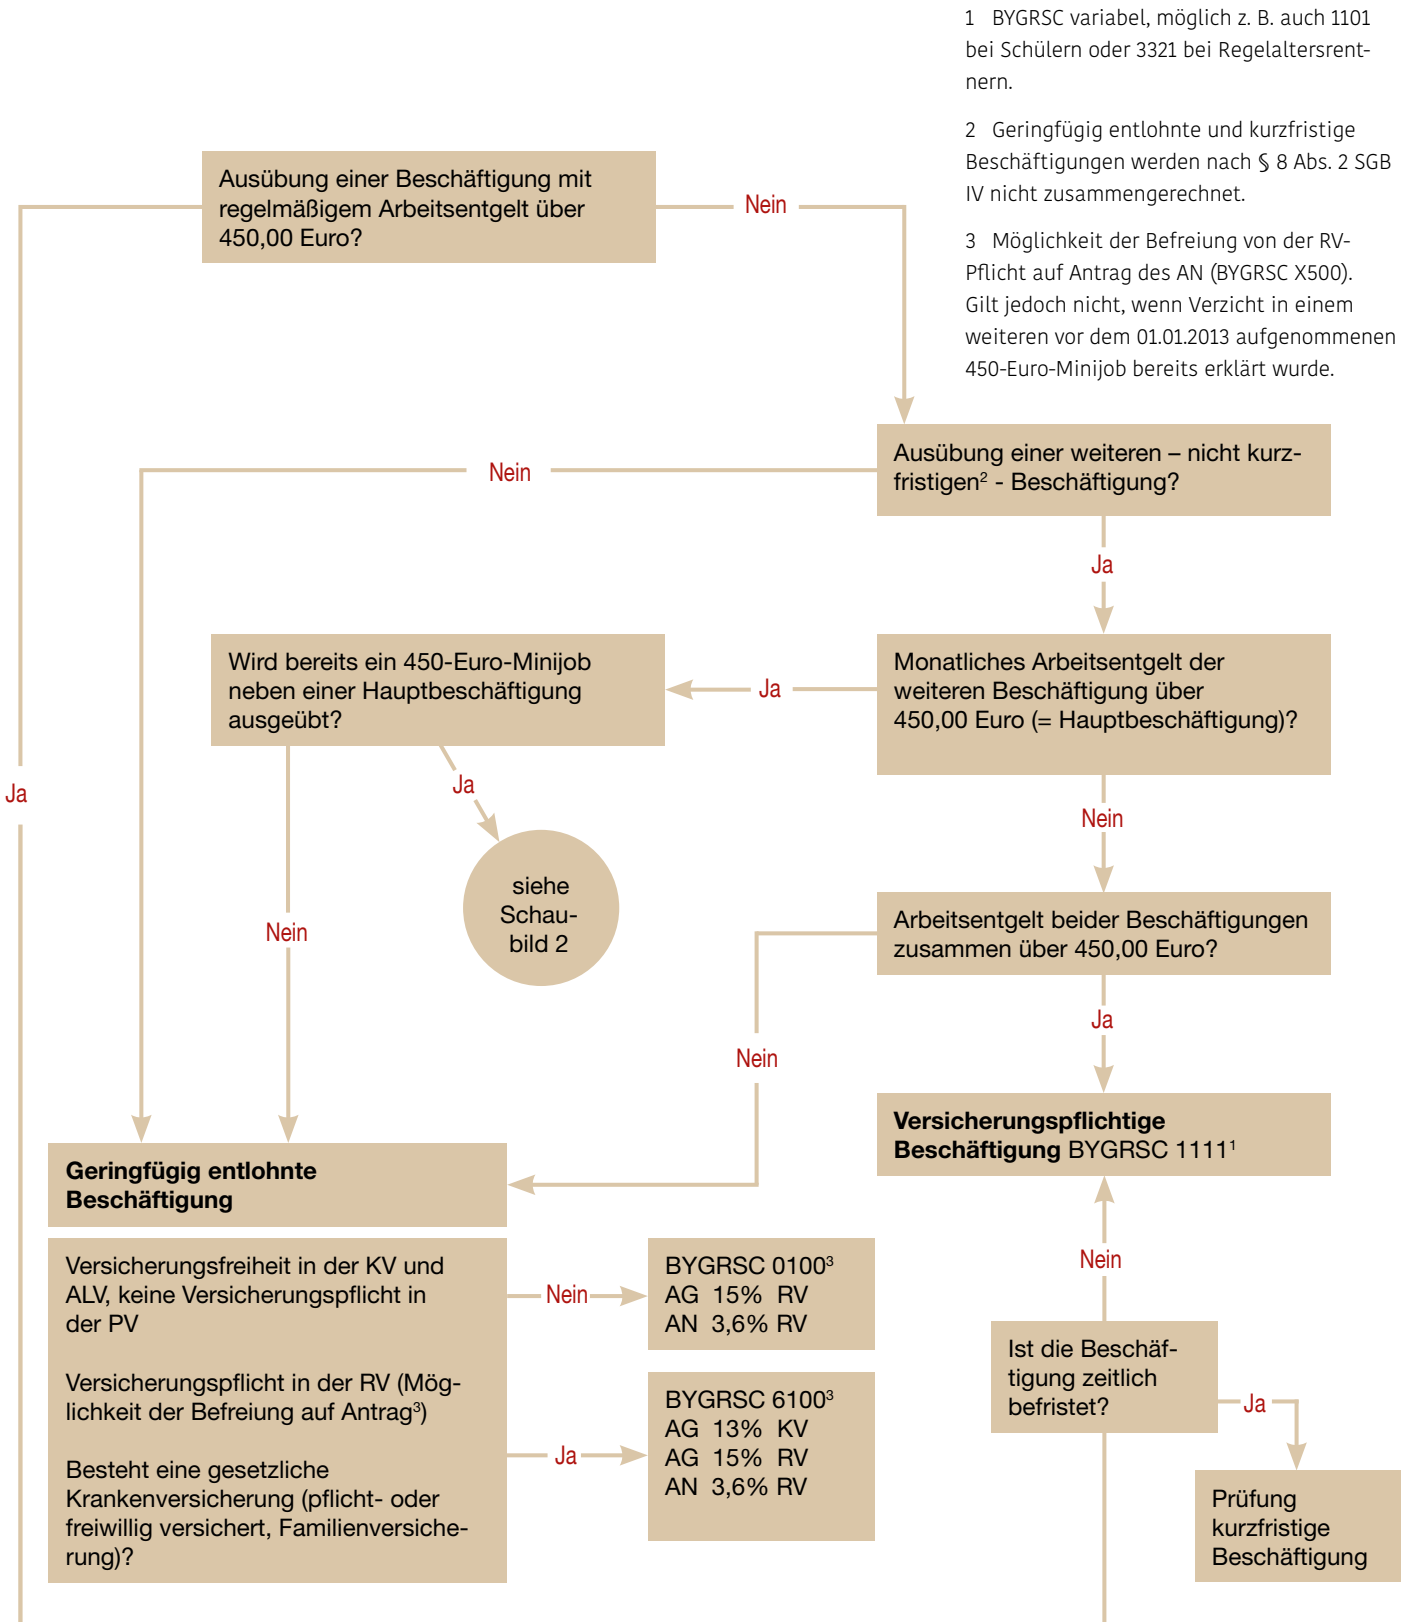 1 BYGRSC variabel, möglich z. B. auch 1101
bei Schülern oder 3321 bei Regelaltersrent-
nern.
2 Geringfügig entlohnte und kurzfristige
Beschäftigungen werden nach § 8 Abs. 2 SGB
IV nicht zusammengerechnet.
3 Möglichkeit der Befreiung von der RV-
Pflicht auf Antrag des AN (BYGRSC X500).
Gilt jedoch nicht, wenn Verzicht in einem
weiteren vor dem 01.01.2013 aufgenommenen
450-Euro-Minijob bereits erklärt wurde.
Ausübung einer Beschäftigung mit
regelmäßigem Arbeitsentgelt über
450,00 Euro?
Nein
Ausübung einer weiteren – nicht kurz-
fristigen² - Beschäftigung?
Nein
Ja
Wird bereits ein 450-Euro-Minijob
neben einer Hauptbeschäftigung
ausgeübt?
Ja
Monatliches Arbeitsentgelt der
weiteren Beschäftigung über
450,00 Euro (= Hauptbeschäftigung)?
Ja
Ja
Nein
siehe
Schau-
bild 2
Nein
Arbeitsentgelt beider Beschäftigungen
zusammen über 450,00 Euro?
Ja
Nein
Versicherungspflichtige
Beschäftigung BYGRSC 1111¹
Geringfügig entlohnte
Beschäftigung
Versicherungsfreiheit in der KV und
ALV, keine Versicherungspflicht in
der PV
Versicherungspflicht in der RV (Mög-
lichkeit der Befreiung auf Antrag³)
Besteht eine gesetzliche
Krankenversicherung (pflicht- oder
freiwillig versichert, Familienversiche-
rung)?
Nein
BYGRSC 0100³
AG 15% RV
AN 3,6% RV
Ja
BYGRSC 6100³
AG 13% KV
AG 15% RV
AN 3,6% RV
Nein
Ist die Beschäf-
tigung zeitlich
befristet?
Ja
Prüfung
kurzfristige
Beschäftigung